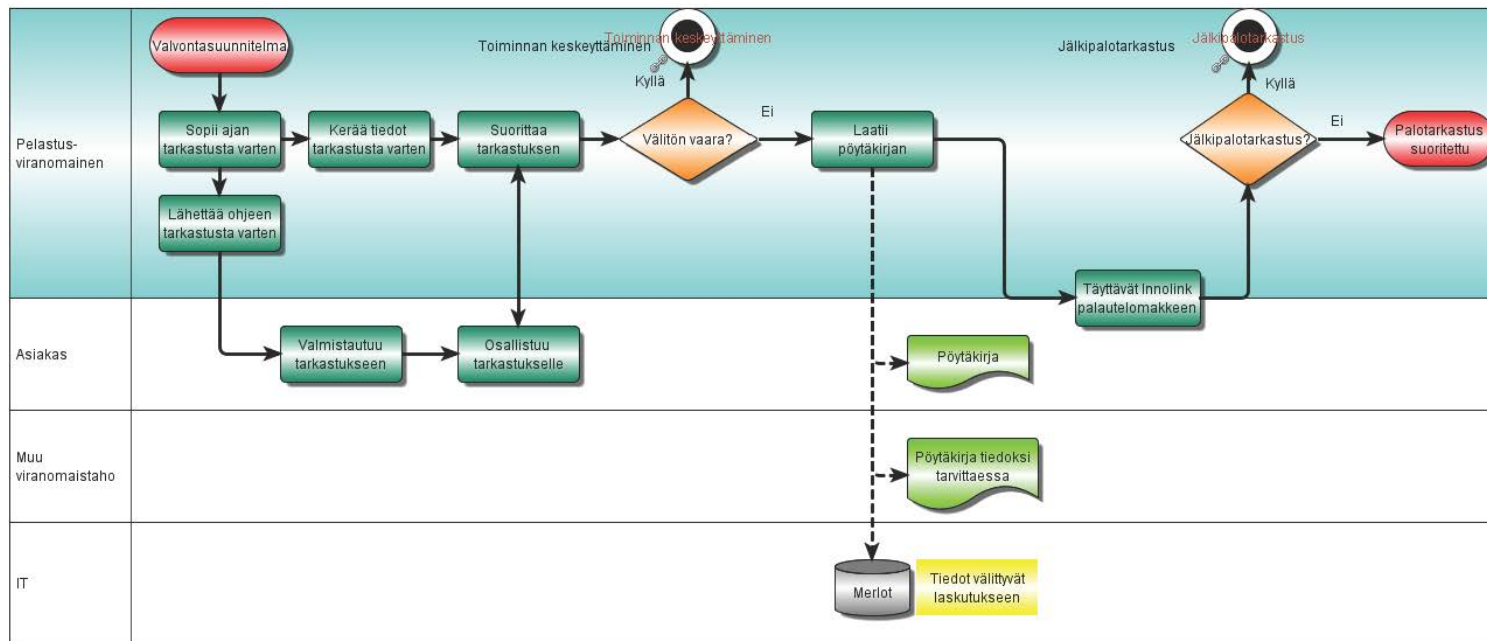 Valvontasuunnitelma
Toiminnan keskeyttäminen
Toiminnan keskeyttäminen
Jälkipalotarkastus
Jälkipalotarkastus
Kyllä
Kyllä
Pelastus-
viranomainen
Sopii ajan
tarkastusta varten
Kerää tiedot
tarkastusta varten
Suorittaa
tarkastuksen
Välitön vaara?
Ei
Laatii
pöytäkirjan
Jälkipalotarkastus?
Ei
Palotarkastus
suoritettu
Lähettää ohjeen
tarkastusta varten
Täyttävät Innolink
palautelomakkeen
Asiakas
Valmistautuu
tarkastukseen
Osallistuu
tarkastukselle
Pöytäkirja
Muu
viranomaistaho
Pöytäkirja tiedoksi
tarvittaessa
IT
Merlot
Tiedot välittyvät
laskutukseen